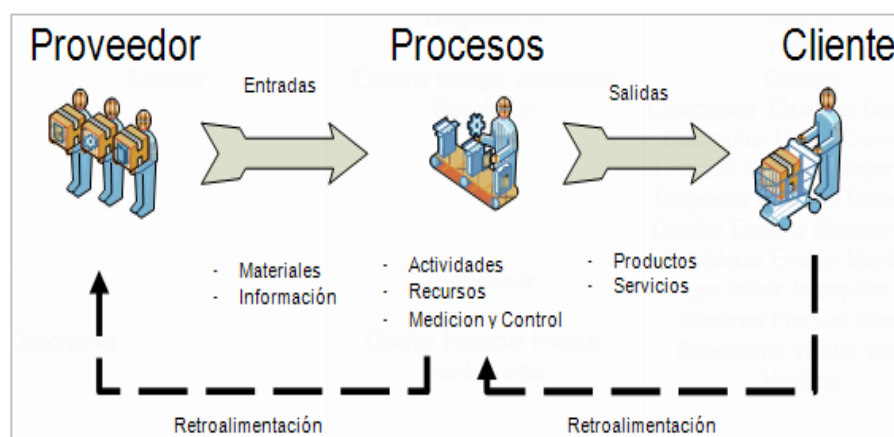 Proveedor Procesos Cliente
Entradas
Salidas
- Materiales
- Información
- Actividades
- Recursos
- Medicion y Control
- Productos
- Servicios
Retroalimentación Retroalimentación